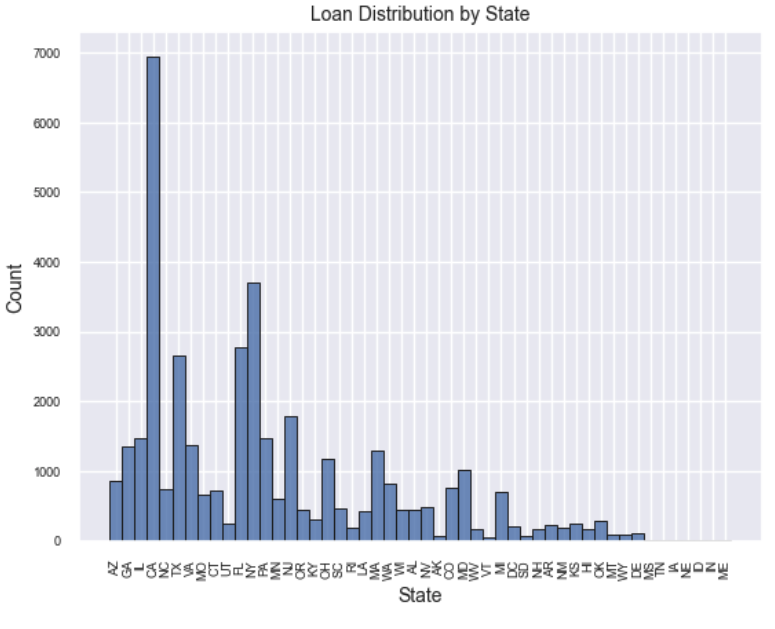 Loan Distribution by State
7000
6000
5000
4000
3000
2000
1000
0
Count
AZ GA IL CA NC TX VA MO CT UT FL NY PA MN NJ OR KY OH SC RI LA MA WA WI AL NV AK CO MD WV VT MI DC SD NH AR NM KS HI OK MT WY DE MS TN IA NE ID IN ME
State